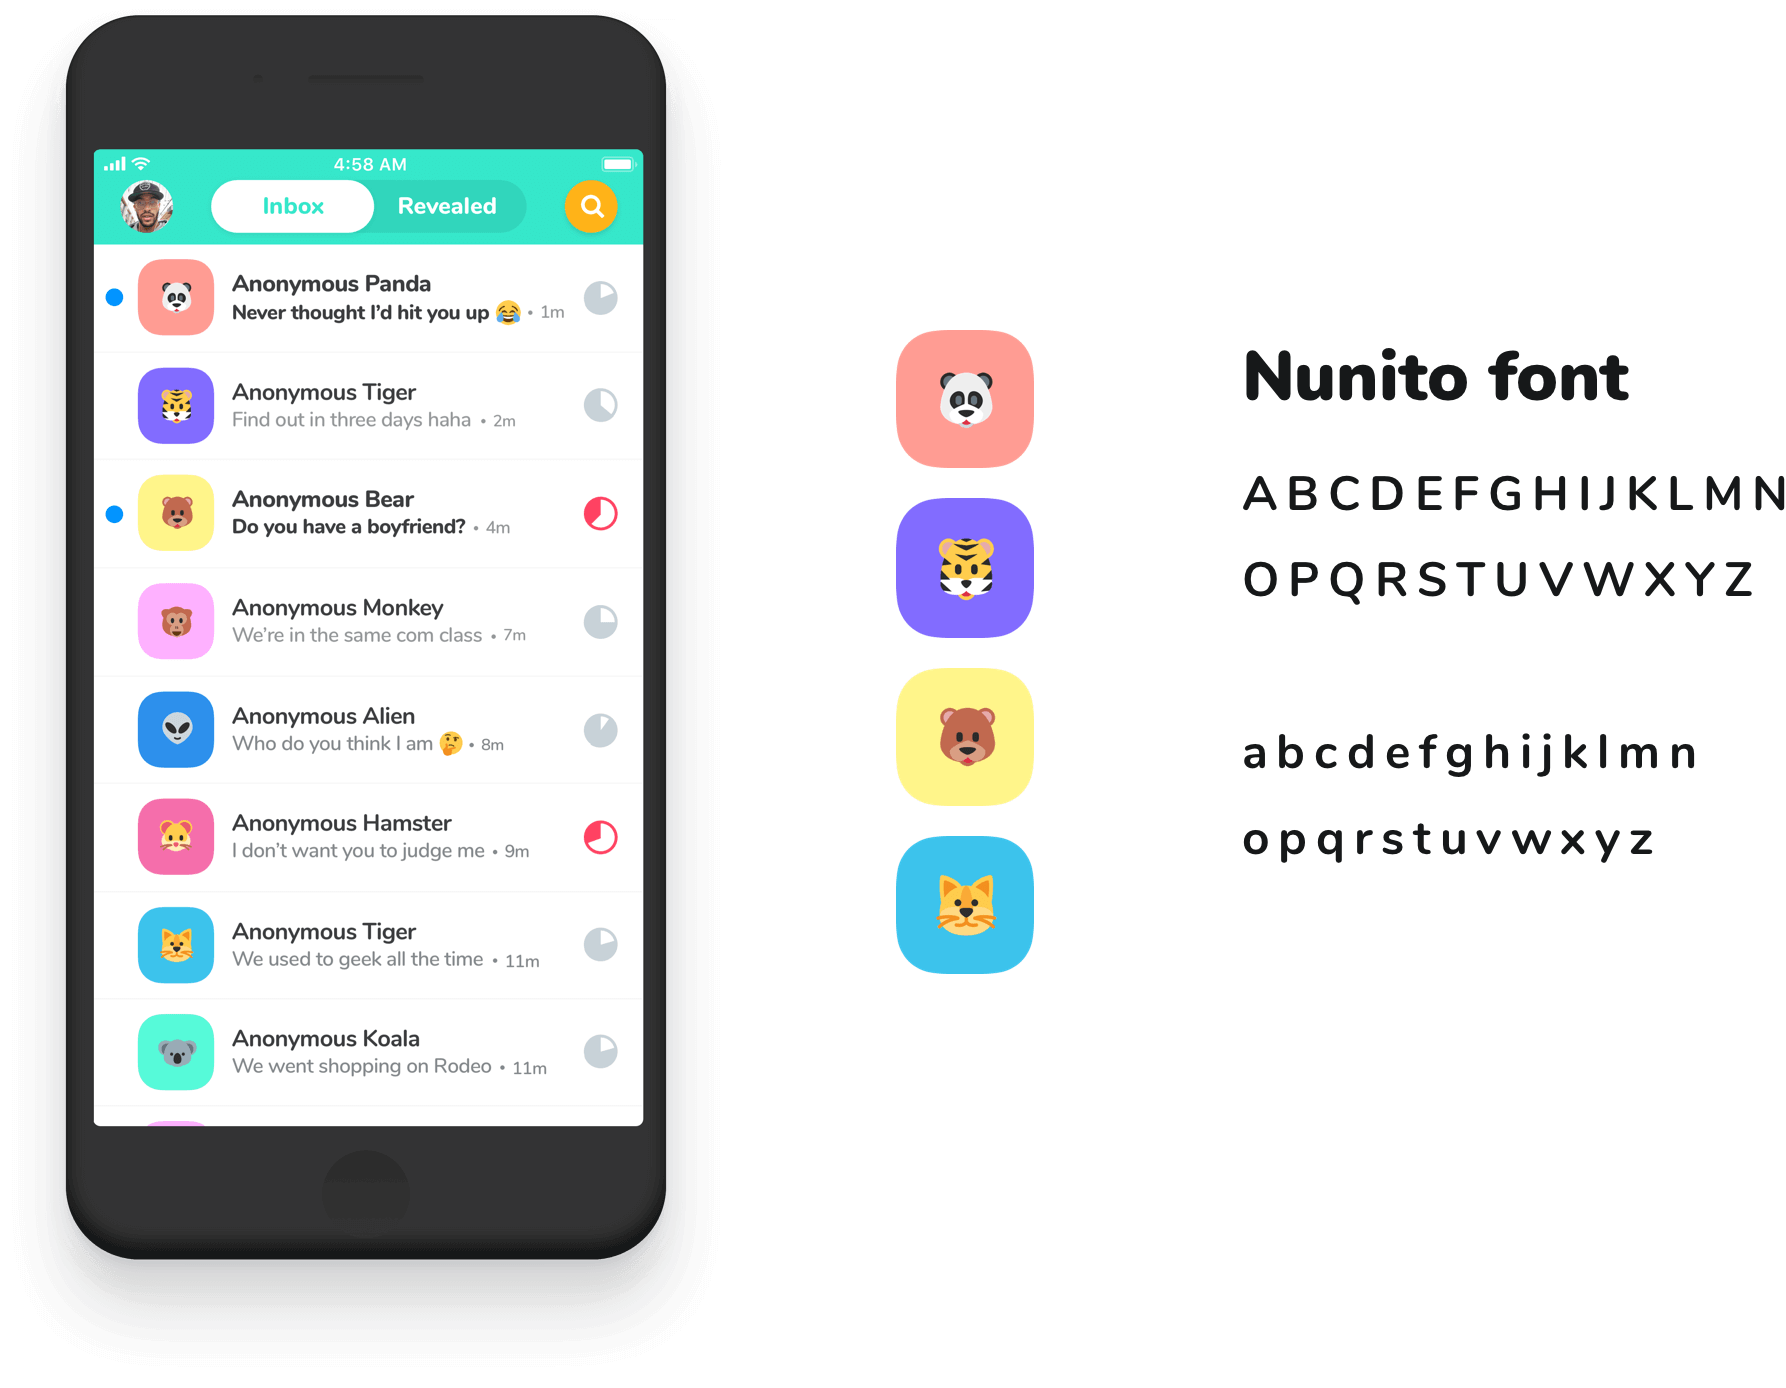 4:58 AM
Inbox Revealed
Anonymous Panda
Never thought I’d hit you up 😂 • 1m
Anonymous Tiger
Find out in three days haha • 2m
Anonymous Bear
Do you have a boyfriend? • 4m
Anonymous Monkey
We’re in the same com class • 7m
Anonymous Alien
Who do you think I am 🤔 • 8m
Anonymous Hamster
I don’t want you to judge me • 9m
Anonymous Tiger
We used to geek all the time • 11m
Anonymous Koala
We went shopping on Rodeo • 11m
Nunito font
A B C D E F G H I J K L M N
O P Q R S T U V W X Y Z
a b c d e f g h i j k l m n
o p q r s t u v w x y z